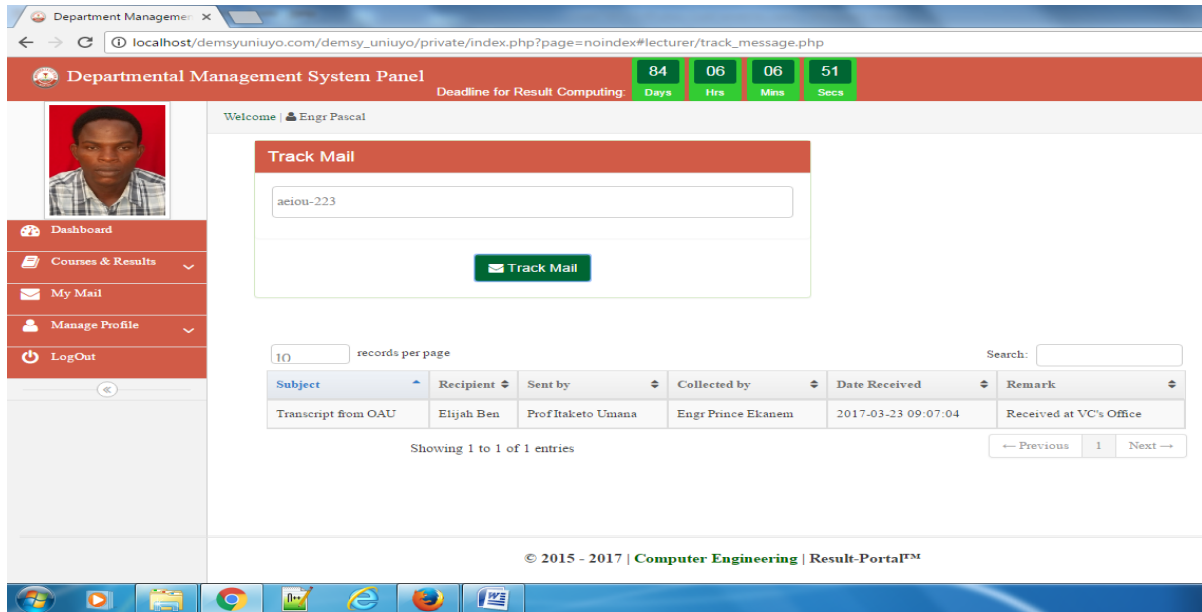 Department Managemen
localhost/demsyuniuyo.com/demsy_uniuyo/private/index.php?page=noindex#lecturer/track_message.php
Departmental Management System Panel
Deadline for Result Computing:
84 06 06 51
Days Hrs Mins Secs
Welcome | Engr Pascal
Track Mail
aeiou-223
Track Mail
Dashboard
Courses & Results
My Mail
Manage Profile
LogOut
10 records per page
Search:
Subject Recipient Sent by Collected by Date Received Remark
Transcript from OAU Elijah Ben Prof Itaketo Umana Engr Prince Ekanem 2017-03-23 09:07:04 Received at VC's Office
Showing 1 to 1 of 1 entries
← Previous 1 Next →
© 2015 - 2017 | Computer Engineering | Result-Portal™